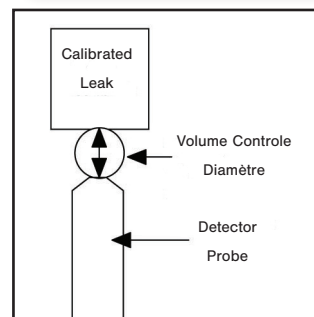 Calibrated
Leak
Volume Controle
Diamètre
Detector
Probe